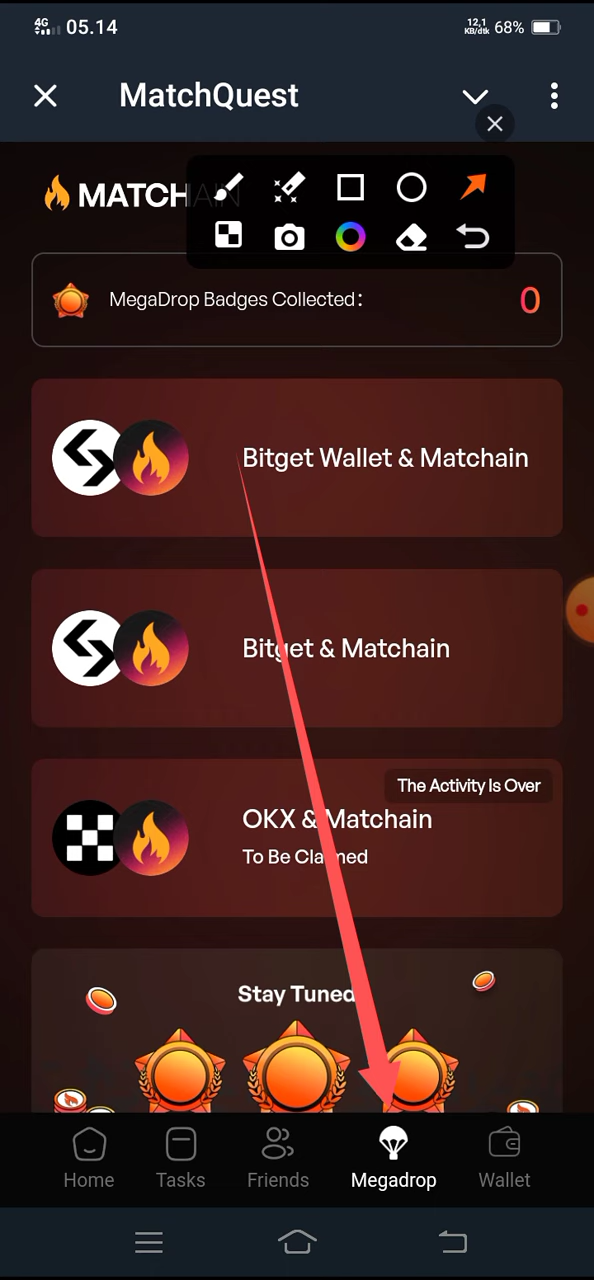 4G 05.14 12,1 KB/dtk 68%
MatchQuest
MATCHAIN
MegaDrop Badges Collected: 0
Bitget Wallet & Matchain
Bitget & Matchain
The Activity Is Over
OKX & Matchain
To Be Claimed
Stay Tuned
Home Tasks Friends Megadrop Wallet